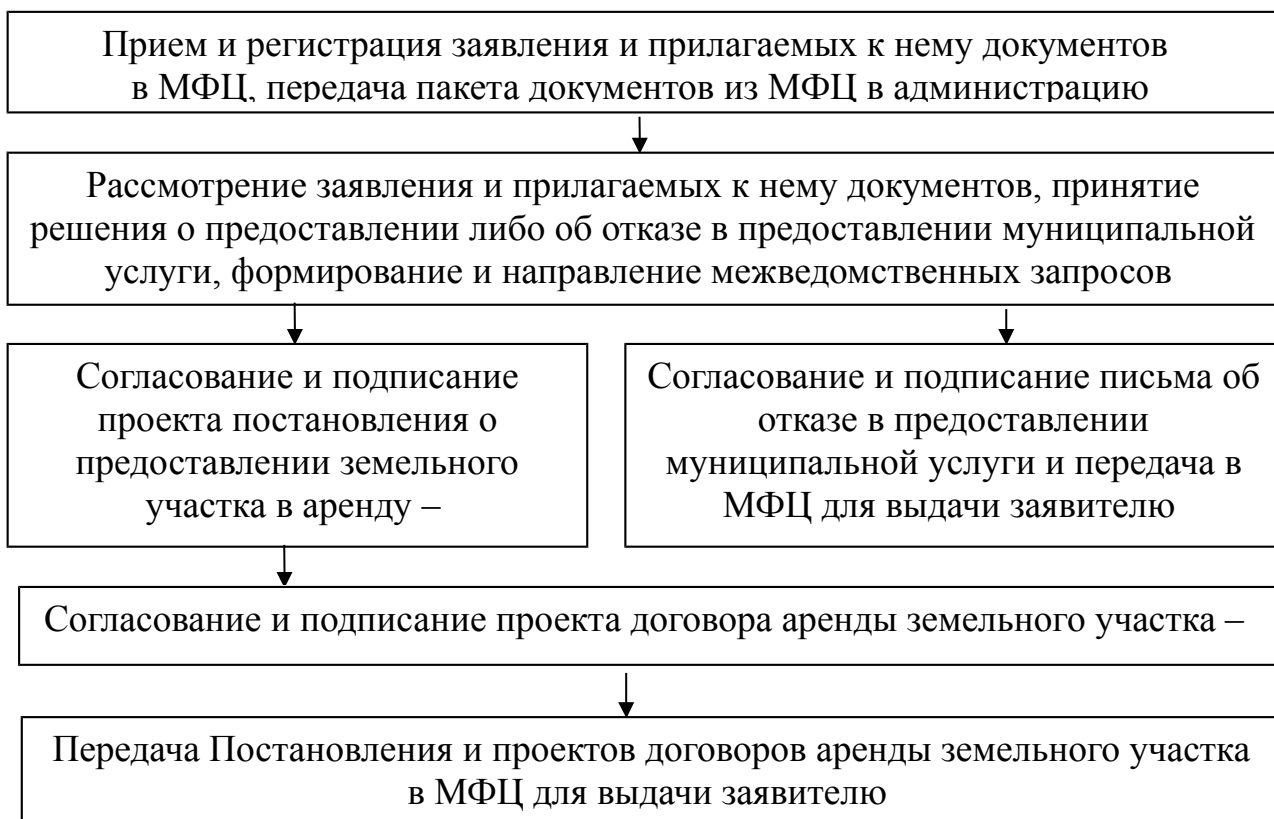 Прием и регистрация заявления и прилагаемых к нему документов
в МФЦ, передача пакета документов из МФЦ в администрацию
Рассмотрение заявления и прилагаемых к нему документов, принятие
решения о предоставлении либо об отказе в предоставлении муниципальной
услуги, формирование и направление межведомственных запросов
Согласование и подписание
проекта постановления о
предоставлении земельного
участка в аренду –
Согласование и подписание письма об
отказе в предоставлении
муниципальной услуги и передача в
МФЦ для выдачи заявителю
Согласование и подписание проекта договора аренды земельного участка –
Передача Постановления и проектов договоров аренды земельного участка
в МФЦ для выдачи заявителю